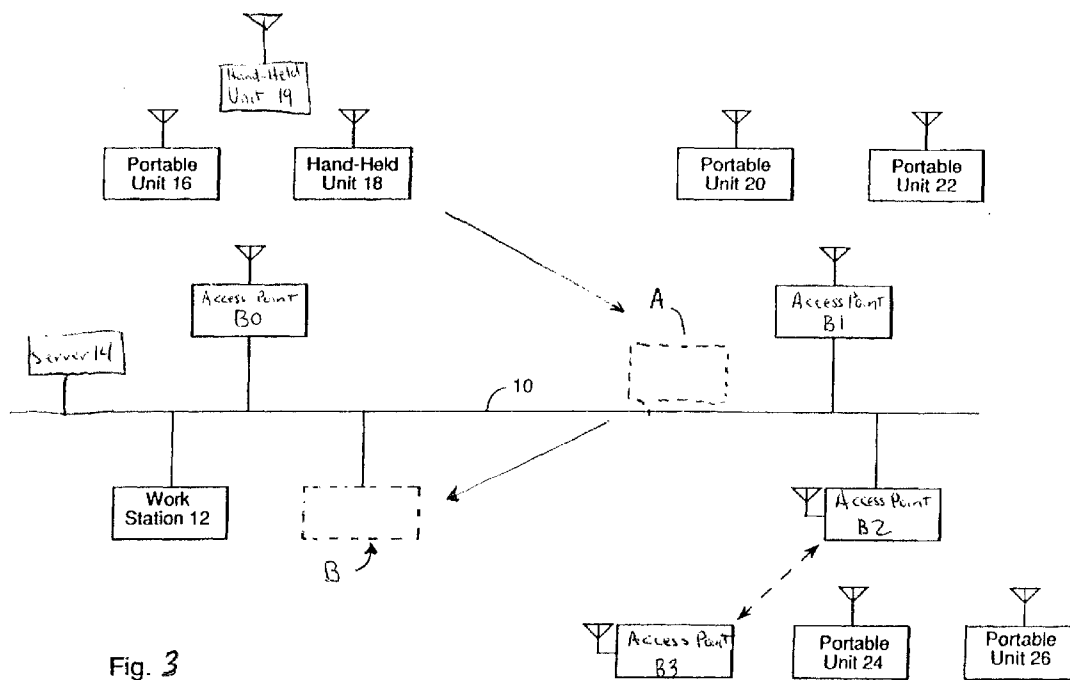 Hand-Held
Unit 19
Portable
Unit 16
Hand-Held
Unit 18
Portable
Unit 20
Portable
Unit 22
Access Point
B0
A
Access Point
B1
Server 14
10
Work
Station 12
B
Access Point
B2
Access Point
B3
Portable
Unit 24
Portable
Unit 26
Fig. 3